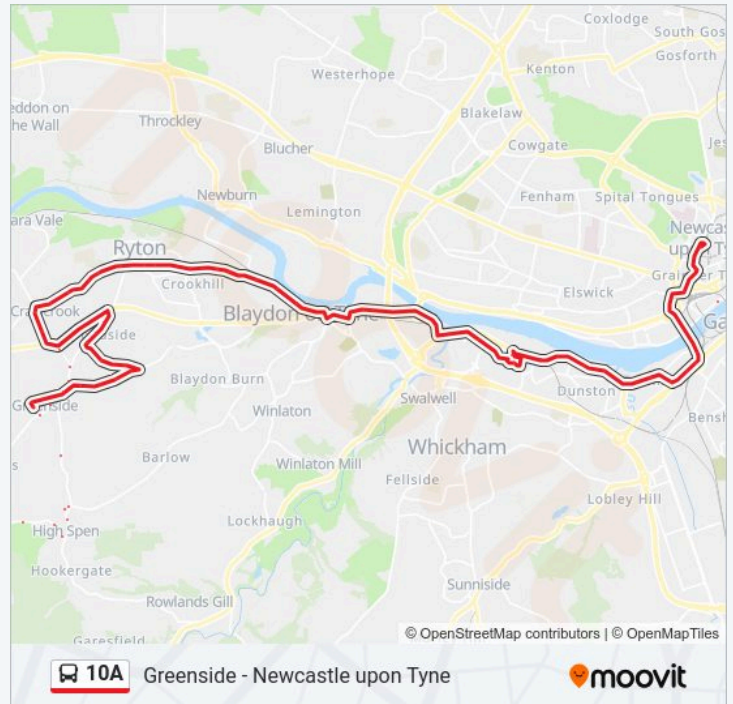 Coxlodge
South Gos
Gosforth
Kenton
Westerhope
eddon on
he Wall
Throckley
Blakelaw
Cowgate
Jes
Blucher
Newburn
Fenham
Spital Tongues
Lemington
ara Vale
Newcas
upon Ty
Ryton
Grainger T
Crookhill
Elswick
Blaydon
Ga
Dunston
Blaydon Burn
Swalwell
Greenside
Winlaton
Bensh
Whickham
Barlow
Winlaton Mill
Fellside
s
Lobley Hill
Lockhaugh
High Spen
Hookergate
Sunniside
Rowlands Gill
Garesfield
© OpenStreetMap contributors | © OpenMapTiles
10A Greenside - Newcastle upon Tyne
moovit